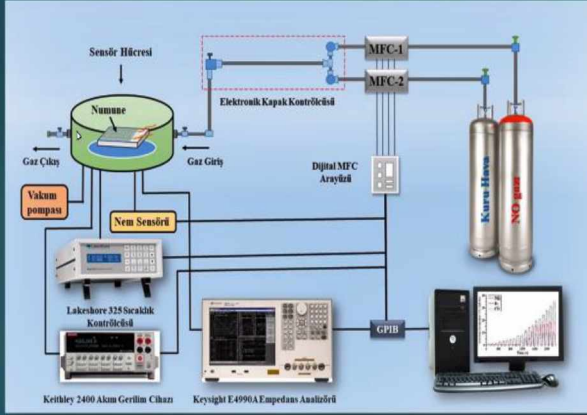 Sensör Hücresi
MFC-1
MFC-2
Elektronik Kapak Kontrolcüsü
Numune
Gaz Çıkış
Gaz Giriş
Dijital MFC
Arayüzü
Kuru Hava
NO gazı
Vakum
pompası
Nem Sensörü
Lakeshore 325 Sıcaklık
Kontrolcüsü
GPIB
Keithley 2400 Akım Gerilim Cihazı
Keysight E4990A Empedans Analizörü